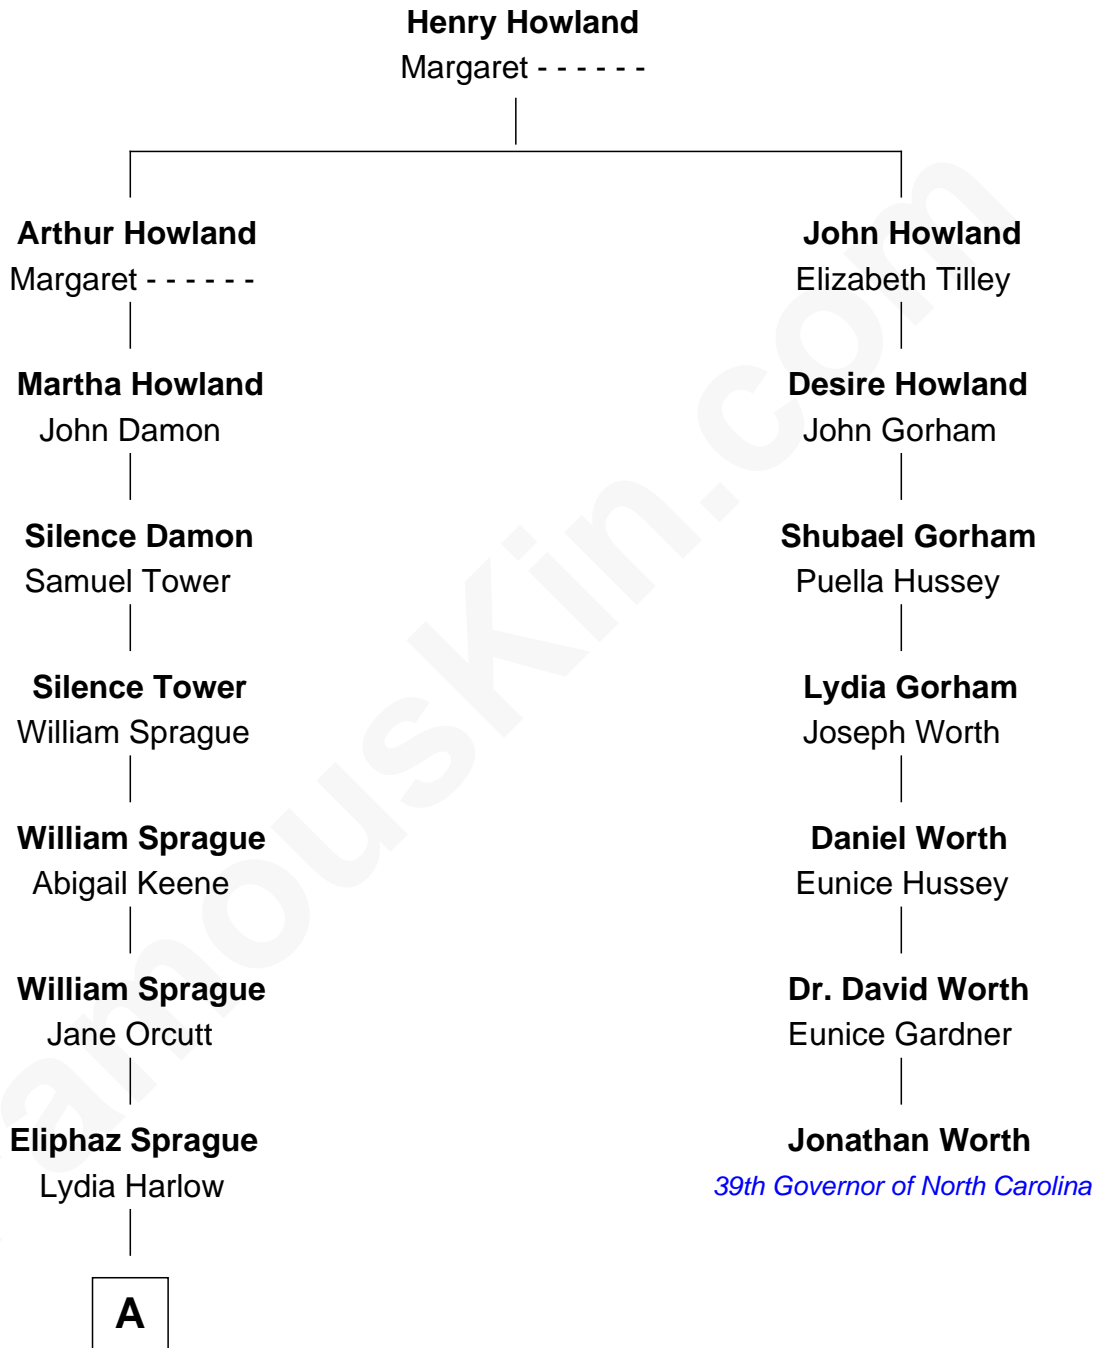 Henry Howland
Margaret - - - - - -
Arthur Howland
Margaret - - - - - -
John Howland
Elizabeth Tilley
Martha Howland
John Damon
Desire Howland
John Gorham
Silence Damon
Samuel Tower
Shubael Gorham
Puella Hussey
Silence Tower
William Sprague
Lydia Gorham
Joseph Worth
William Sprague
Abigail Keene
Daniel Worth
Eunice Hussey
William Sprague
Jane Orcutt
Dr. David Worth
Eunice Gardner
Eliphaz Sprague
Lydia Harlow
Jonathan Worth
39th Governor of North Carolina
A
amousKin.com